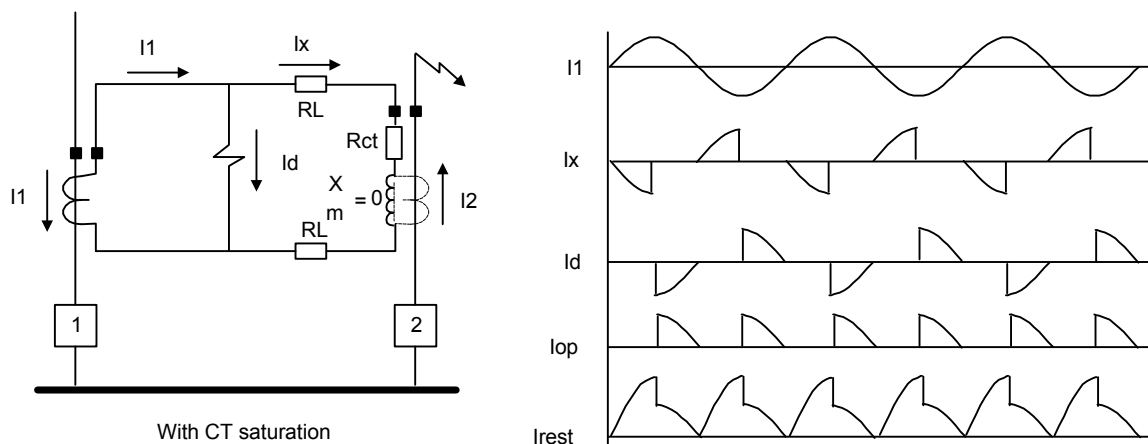 I1
Ix
RL
Rct
Id
I1
X
m
= 0
I2
RL
1
2
With CT saturation
I1
Ix
Id
Iop
Irest